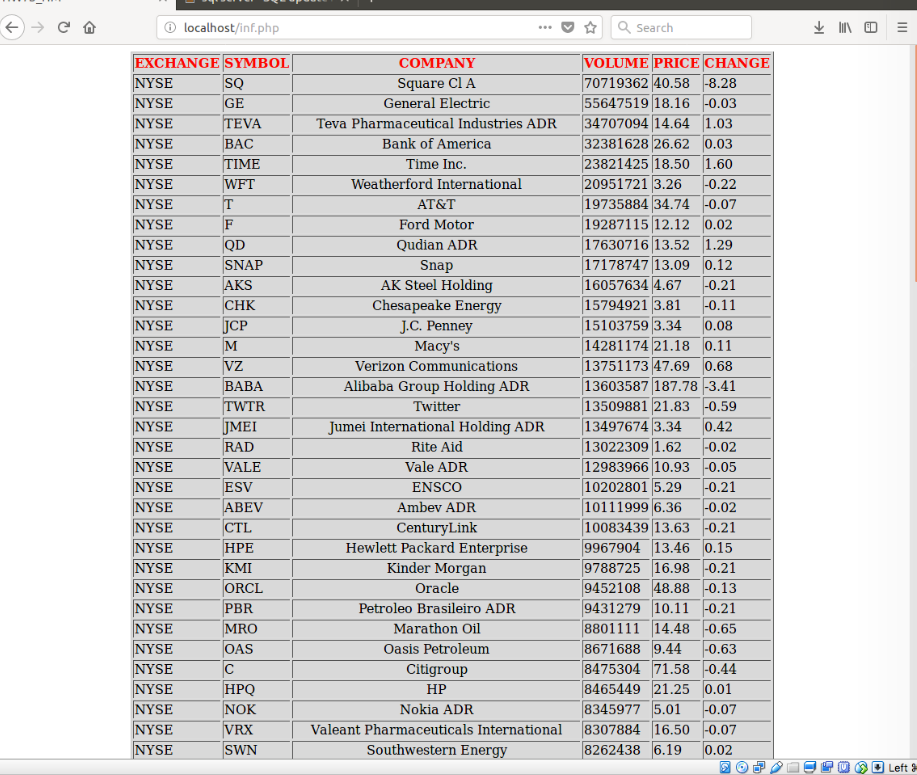 localhost/inf.php
Search
EXCHANGE SYMBOL COMPANY VOLUME PRICE CHANGE
NYSE SQ Square Cl A 70719362 40.58 -8.28
NYSE GE General Electric 55647519 18.16 -0.03
NYSE TEVA Teva Pharmaceutical Industries ADR 34707094 14.64 1.03
NYSE BAC Bank of America 32381628 26.62 0.03
NYSE TIME Time Inc. 23821425 18.50 1.60
NYSE WFT Weatherford International 20951721 3.26 -0.22
NYSE T AT&T 19735884 34.74 -0.07
NYSE F Ford Motor 19287115 12.12 0.02
NYSE QD Qudian ADR 17630716 13.52 1.29
NYSE SNAP Snap 17178747 13.09 0.12
NYSE AKS AK Steel Holding 16057634 4.67 -0.21
NYSE CHK Chesapeake Energy 15794921 3.81 -0.11
NYSE JCP J.C. Penney 15103759 3.34 0.08
NYSE M Macy's 14281174 21.18 0.11
NYSE VZ Verizon Communications 13751173 47.69 0.68
NYSE BABA Alibaba Group Holding ADR 13603587 187.78 -3.41
NYSE TWTR Twitter 13509881 21.83 -0.59
NYSE JMEI Jumei International Holding ADR 13497674 3.34 0.42
NYSE RAD Rite Aid 13022309 1.62 -0.02
NYSE VALE Vale ADR 12983966 10.93 -0.05
NYSE ESV ENSCO 10202801 5.29 -0.21
NYSE ABEV Ambev ADR 10111999 6.36 -0.02
NYSE CTL CenturyLink 10083439 13.63 -0.21
NYSE HPE Hewlett Packard Enterprise 9967904 13.46 0.15
NYSE KMI Kinder Morgan 9788725 16.98 -0.21
NYSE ORCL Oracle 9452108 48.88 -0.13
NYSE PBR Petroleo Brasileiro ADR 9431279 10.11 -0.21
NYSE MRO Marathon Oil 8801111 14.48 -0.65
NYSE OAS Oasis Petroleum 8671688 9.44 -0.63
NYSE C Citigroup 8475304 71.58 -0.44
NYSE HPQ HP 8465449 21.25 0.01
NYSE NOK Nokia ADR 8345977 5.01 -0.07
NYSE VRX Valeant Pharmaceuticals International 8307884 16.50 -0.07
NYSE SWN Southwestern Energy 8262438 6.19 0.02
Left